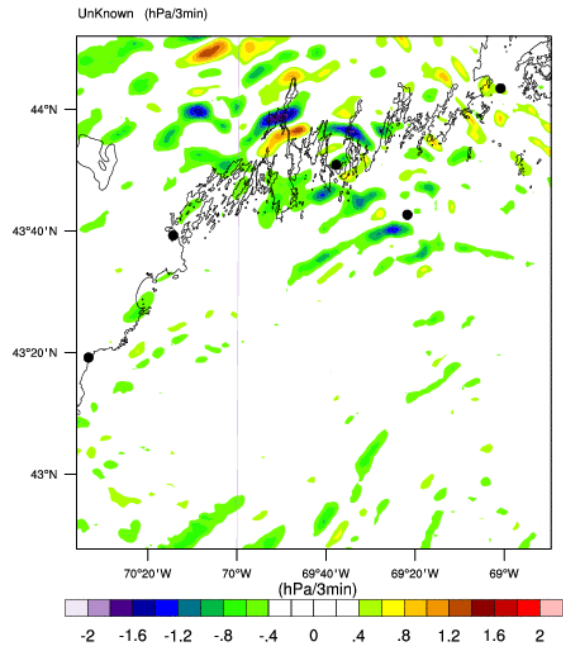 UnKnown (hPa/3min)
44°N
43°40'N
43°20'N
43°N
70°20'W 70°W 69°40'W 69°20'W 69°W
(hPa/3min)
-2 -1.6 -1.2 -.8 -.4 0 .4 .8 1.2 1.6 2